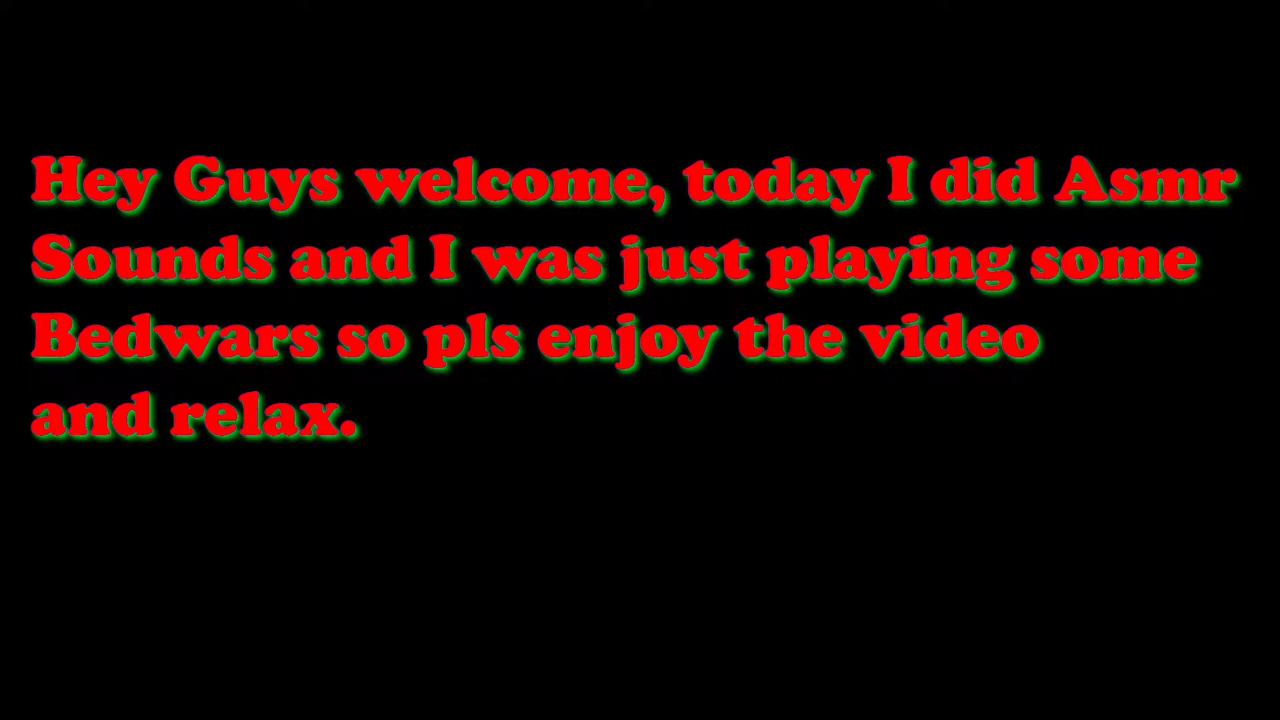 Hey Guys welcome, today I did Asmr
Sounds and I was just playing some
Bedwars so pls enjoy the video
and relax.